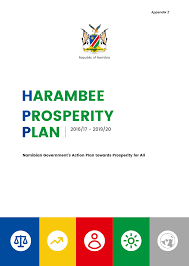 Appendix 2
Republic of Namibia
HARAMBEE
PROSPERITY
PLAN | 2016/17 - 2019/20
Namibian Government's Action Plan towards Prosperity for All